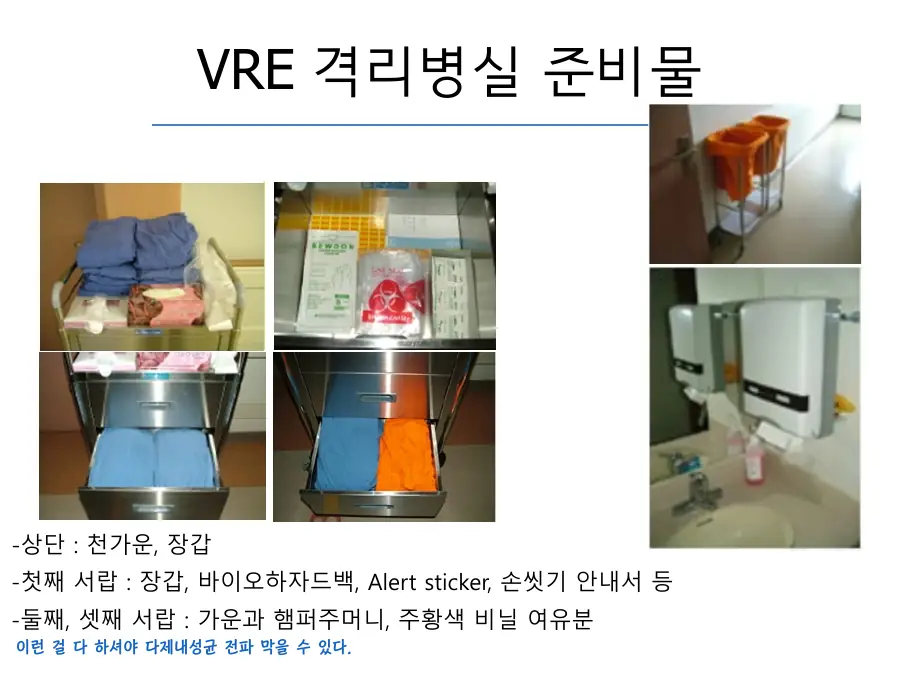 VRE 격리병실 준비물
SEWOON
-상단 : 천가운, 장갑
-첫째 서랍 : 장갑, 바이오하자드백, Alert sticker, 손씻기 안내서 등
-둘째, 셋째 서랍 : 가운과 햄퍼주머니, 주황색 비닐 여유분
이런 걸 다 하셔야 다제내성균 전파 막을 수 있다.